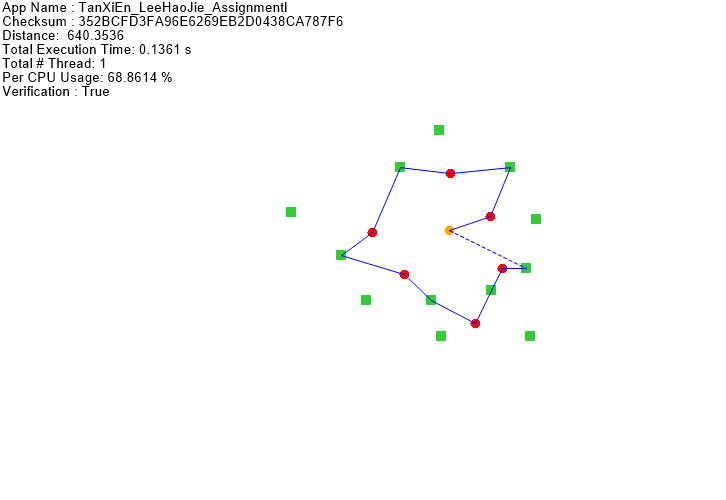 App Name : TanXiEn_LeeHaoJie_AssignmentI
Checksum : 352BCFD3FA96E6269EB2D0438CA787F6
Distance:  640.3536
Total Execution Time: 0.1361 s
Total # Thread: 1
Per CPU Usage: 68.8614 %
Verification : True